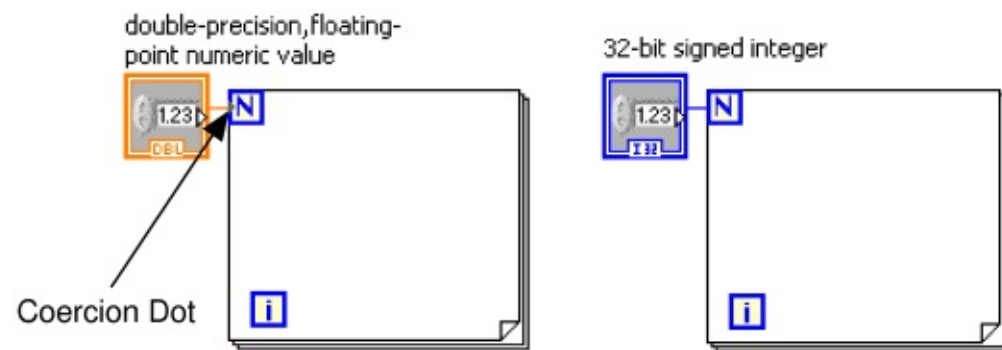 double-precision,floating-
point numeric value
32-bit signed integer
1.23
DBL
N
1.23
I32
N
Coercion Dot
i
i